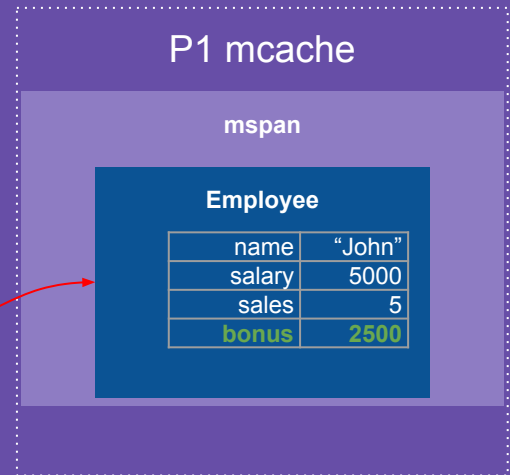 P1 mcache
mspan
Employee
name “John”
salary 5000
sales 5
bonus 2500